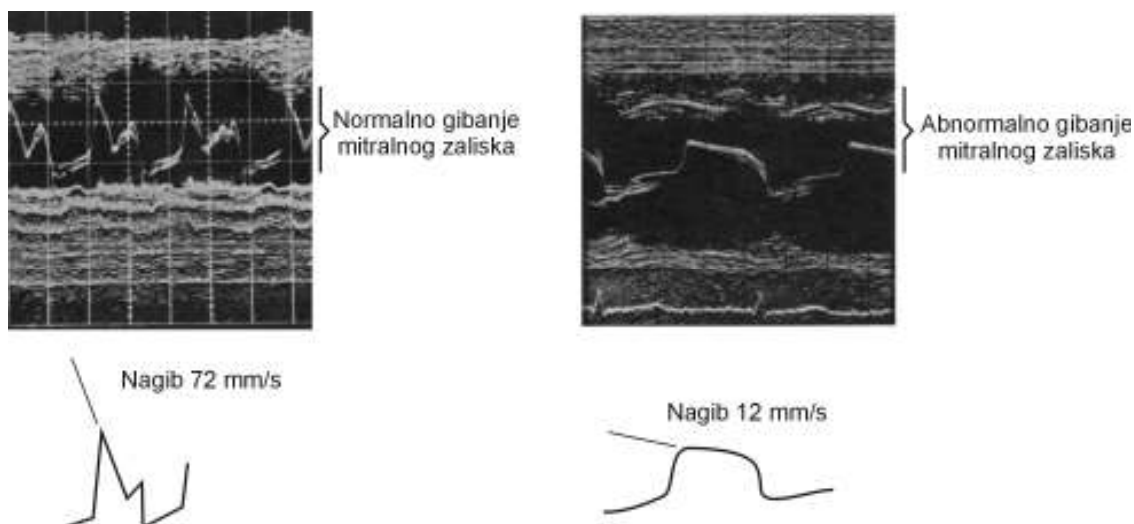 Normalno gibanje
mitralnog zaliska
Abnormalno gibanje
mitralnog zaliska
Nagib 72 mm/s
Nagib 12 mm/s